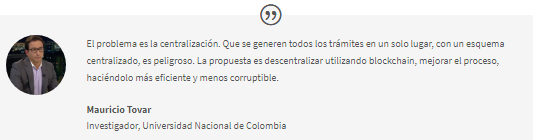 El problema es la centralización. Que se generen todos los trámites en un solo lugar, con un esquema
centralizado, es peligroso. La propuesta es descentralizar utilizando blockchain, mejorar el proceso,
haciéndolo más eficiente y menos corruptible.
Mauricio Tovar
Investigador, Universidad Nacional de Colombia